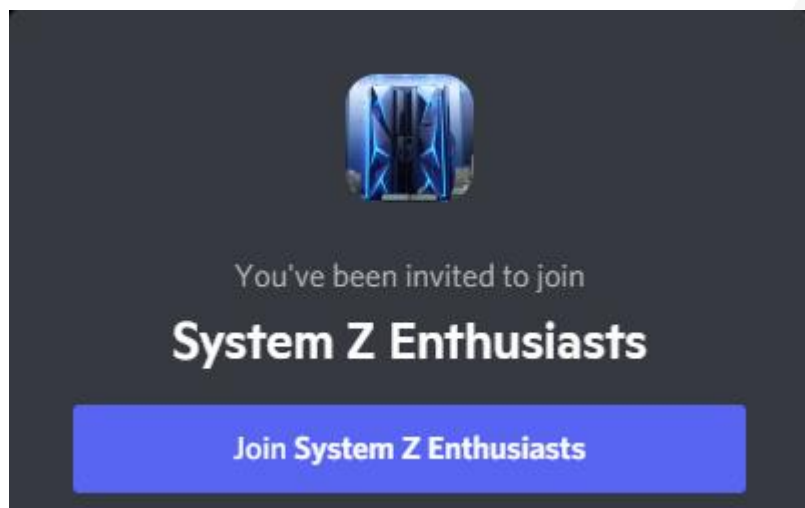 You've been invited to join
System Z Enthusiasts
Join System Z Enthusiasts